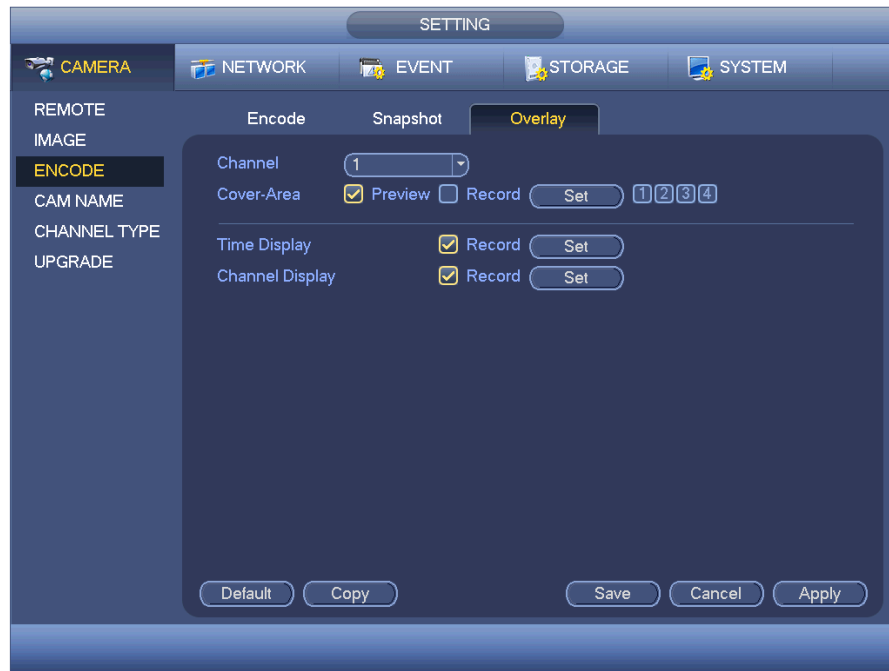 SETTING
CAMERA NETWORK EVENT STORAGE SYSTEM
REMOTE
IMAGE
ENCODE
CAM NAME
CHANNEL TYPE
UPGRADE
Encode Snapshot Overlay
Channel 1
Cover-Area Preview Record Set 1 2 3 4
Time Display Record Set
Channel Display Record Set
Default Copy Save Cancel Apply